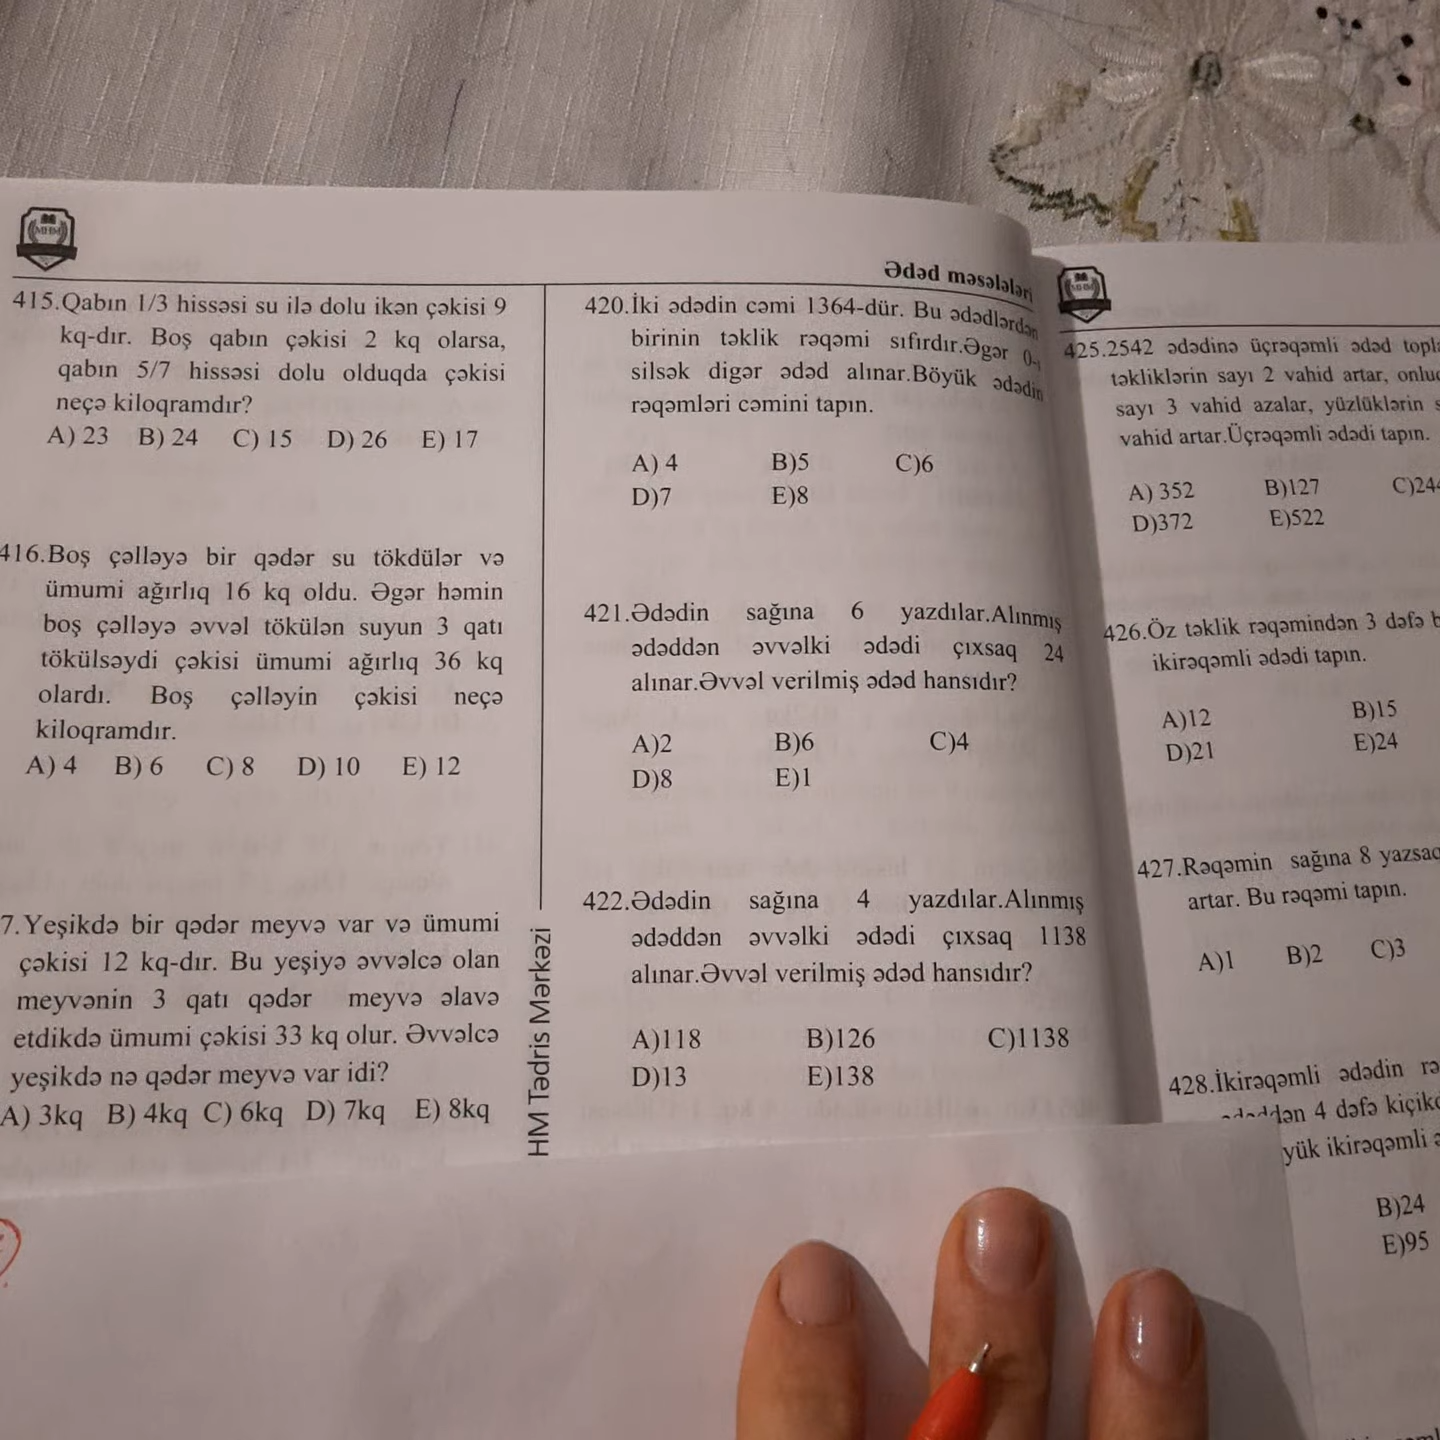 MHM
Ədəd məsələləri
415.Qabın 1/3 hissəsi su ilə dolu ikən çəkisi 9
kq-dır. Boş qabın çəkisi 2 kq olarsa,
qabın 5/7 hissəsi dolu olduqda çəkisi
neçə kiloqramdır?
A) 23 B) 24 C) 15 D) 26 E) 17
416.Boş çəlləyə bir qədər su tökdülər və
ümumi ağırlıq 16 kq oldu. Əgər həmin
boş çəlləyə əvvəl tökülən suyun 3 qatı
tökülsəydi çəkisi ümumi ağırlıq 36 kq
olardı. Boş çəlləyin çəkisi neçə
kiloqramdır.
A) 4 B) 6 C) 8 D) 10 E) 12
7.Yeşikdə bir qədər meyvə var və ümumi
çəkisi 12 kq-dır. Bu yeşiyə əvvəlcə olan
meyvənin 3 qatı qədər meyvə əlavə
etdikdə ümumi çəkisi 33 kq olur. Əvvəlcə
yeşikdə nə qədər meyvə var idi?
A) 3kq B) 4kq C) 6kq D) 7kq E) 8kq
HM Tədris Mərkəzi
420.İki ədədin cəmi 1364-dür. Bu ədədlərdən
birinin təklik rəqəmi sıfırdır.Əgər 0-ı
silsək digər ədəd alınar.Böyük ədədin
rəqəmləri cəmini tapın.
A) 4 B)5 C)6
D)7 E)8
421.Ədədin sağına 6 yazdılar.Alınmış
ədəddən əvvəlki ədədi çıxsaq 24
alınar.Əvvəl verilmiş ədəd hansıdır?
A)2 B)6 C)4
D)8 E)1
422.Ədədin sağına 4 yazdılar.Alınmış
ədəddən əvvəlki ədədi çıxsaq 1138
alınar.Əvvəl verilmiş ədəd hansıdır?
A)118 B)126 C)1138
D)13 E)138
425.2542 ədədinə üçrəqəmli ədəd
təkliklərin sayı 2 vahid artar,
sayı 3 vahid azalar, yüzlüklərin
vahid artar.Üçrəqəmli ədədi tapın.
A) 352 B)127
D)372 E)522
426.Öz təklik rəqəmindən 3 dəfə
ikirəqəmli ədədi tapın.
A)12 B)15
D)21 E)24
427.Rəqəmin sağına 8
artar. Bu rəqəmi tapın.
A)1 B)2 C)3
428.İkirəqəmli ədədin
4 dəfə
ikirəqəmli
B)24
E)95